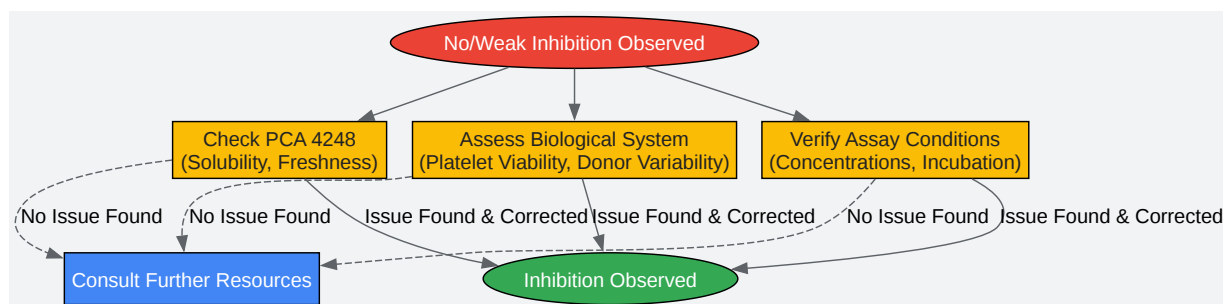 No/Weak Inhibition Observed
Check PCA 4248
(Solubility, Freshness)
Assess Biological System
(Platelet Viability, Donor Variability)
Verify Assay Conditions
(Concentrations, Incubation)
No Issue Found
No Issue Found
Issue Found & Corrected
Issue Found & Corrected
No Issue Found
Issue Found & Corrected
Consult Further Resources
Inhibition Observed